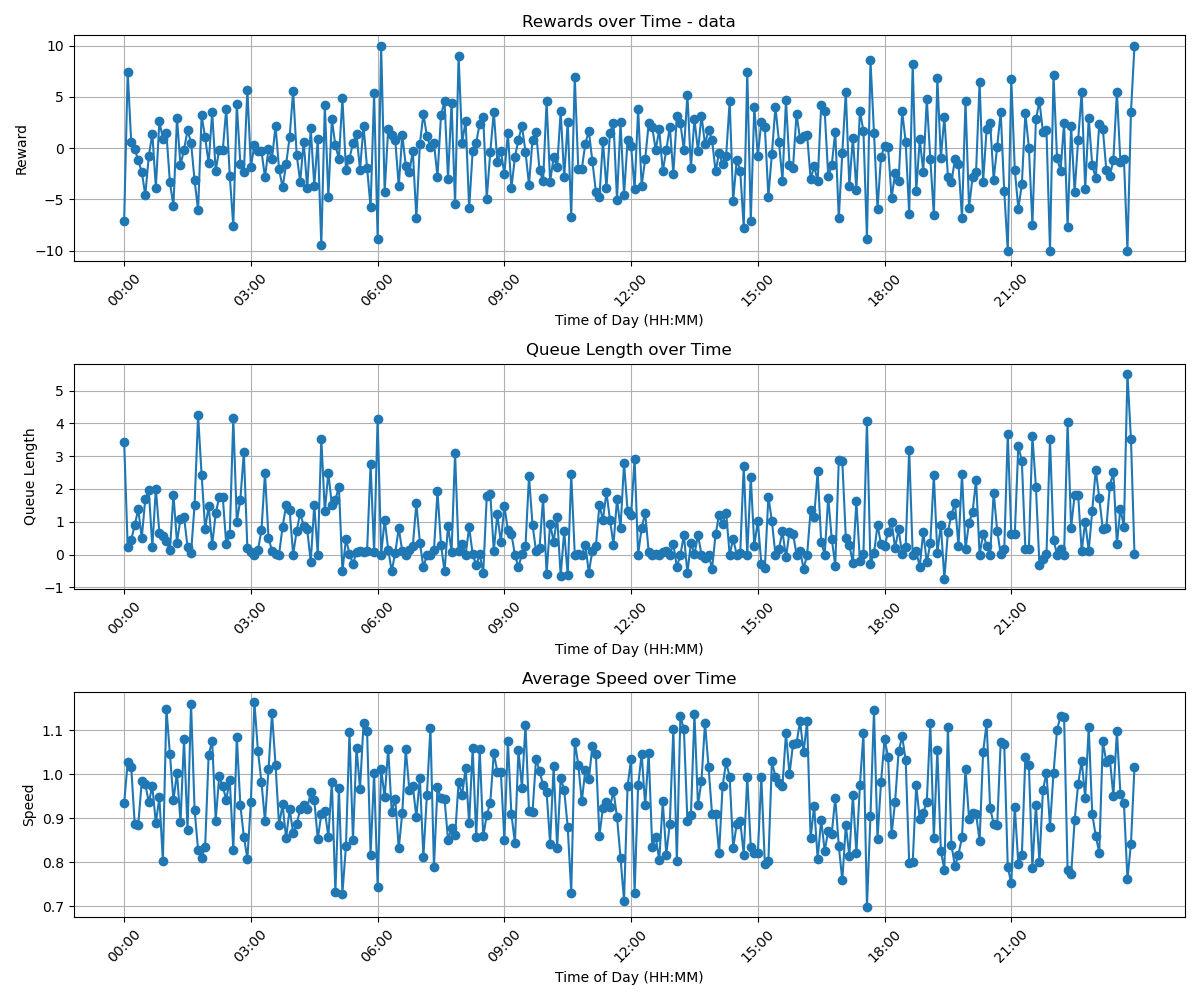 Rewards over Time - data
10
5
0
−5
−10
Reward
00:00 03:00 06:00 09:00 12:00 15:00 18:00 21:00
Time of Day (HH:MM)
Queue Length over Time
5
4
3
2
1
0
−1
Queue Length
00:00 03:00 06:00 09:00 12:00 15:00 18:00 21:00
Time of Day (HH:MM)
Average Speed over Time
1.1
1.0
0.9
0.8
0.7
Speed
00:00 03:00 06:00 09:00 12:00 15:00 18:00 21:00
Time of Day (HH:MM)